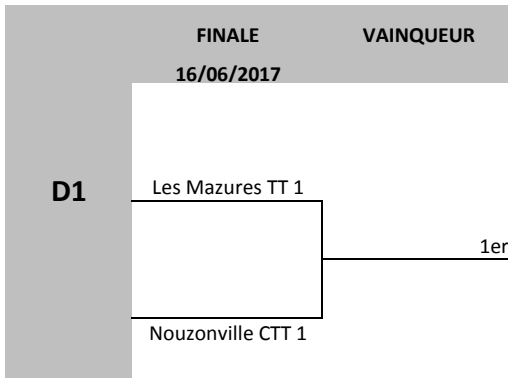 FINALE VAINQUEUR
16/06/2017
D1
Les Mazures TT 1
1er
Nouzonville CTT 1